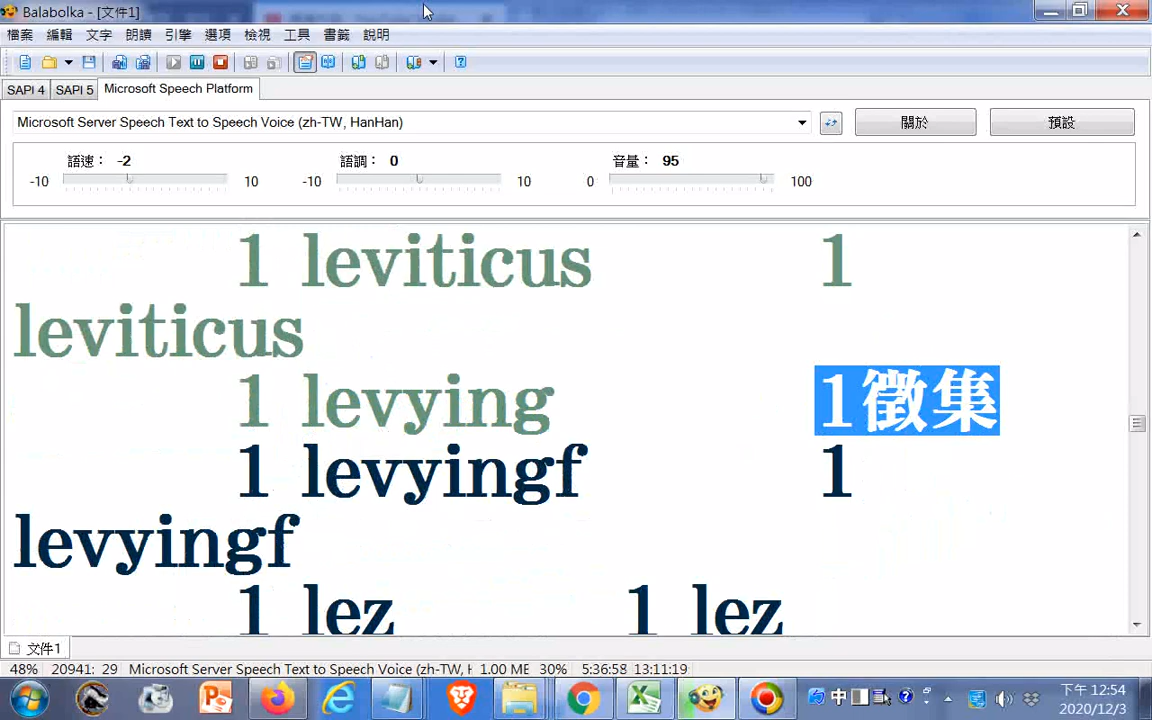 Balabolka - [文件1]
檔案 編輯 文字 朗讀 引擎 選項 檢視 工具 書籤 說明
SAPI 4 SAPI 5 Microsoft Speech Platform
Microsoft Server Speech Text to Speech Voice (zh-TW, HanHan) 關於 預設
語速： -2 語調： 0 音量： 95
-10 10 -10 10 0 100
1 leviticus 1
leviticus
1 levying 1徵集
1 levyingf 1
levyingf
1 lez 1 lez
文件1
48% 20941: 29 Microsoft Server Speech Text to Speech Voice (zh-TW, H 1.00 ME 30% 5:36:58 13:11:19
中 下午 12:54
2020/12/3